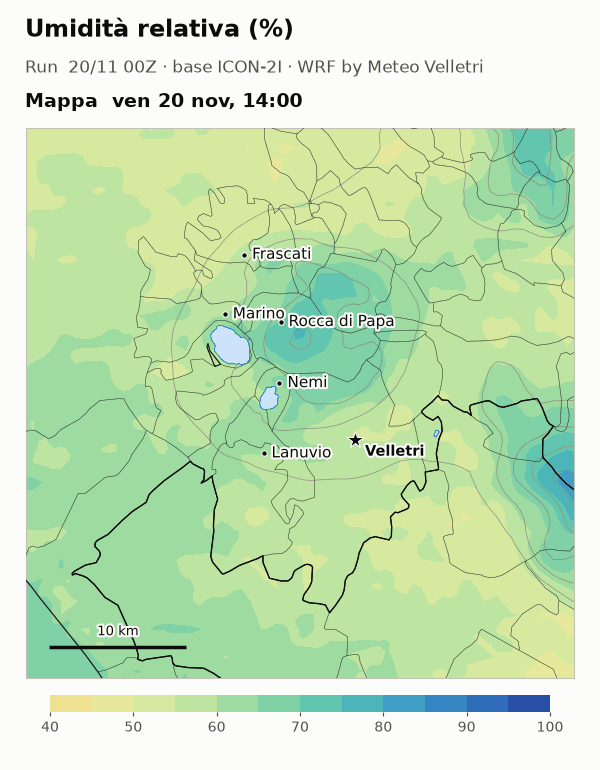 Umidità relativa (%)
Run  20/11 00Z · base ICON-2I · WRF by Meteo Velletri
Mappa  ven 20 nov, 14:00
Frascati
Marino
Rocca di Papa
Nemi
Velletri
Lanuvio
10 km
40 50 60 70 80 90 100